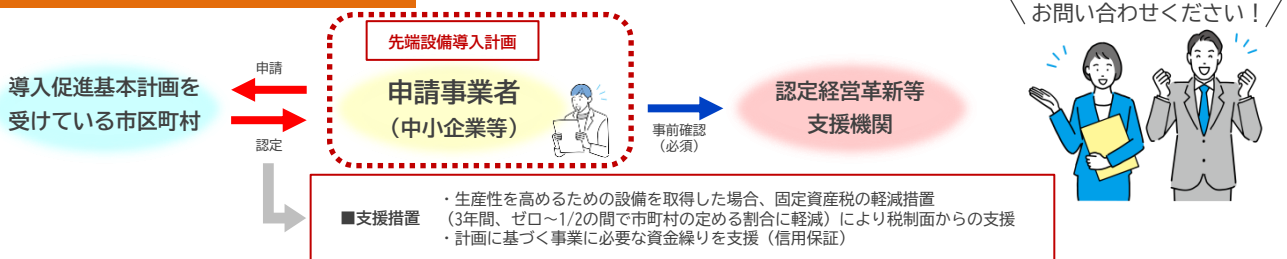 お問い合わせください！
先端設備導入計画
導入促進基本計画を
受けている市区町村
申請
認定
申請事業者
（中小企業等）
事前確認
（必須）
認定経営革新等
支援機関
■支援措置
・生産性を高めるための設備を取得した場合、固定資産税の軽減措置
（3年間、ゼロ～1/2の間で市町村の定める割合に軽減）により税制面からの支援
・計画に基づく事業に必要な資金繰りを支援（信用保証）